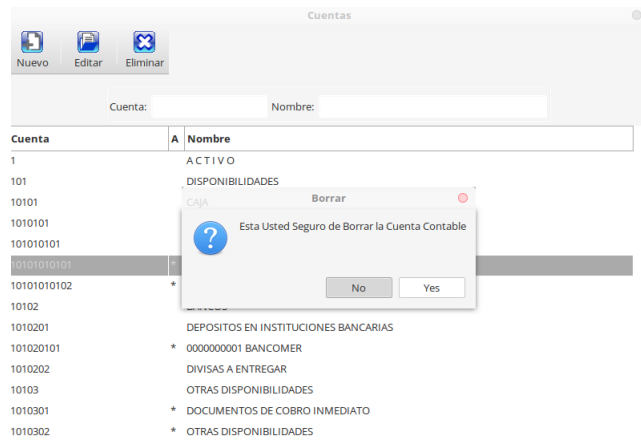 Cuentas
Nuevo Editar Eliminar
Cuenta: Nombre:
Cuenta A Nombre
1 A C T I V O
101 DISPONIBILIDADES
10101 CAJA
Borrar
1010101
Esta Usted Seguro de Borrar la Cuenta Contable
101010101
10101010101 *
10101010102 *
No Yes
10102 BANCOS
1010201 DEPOSITOS EN INSTITUCIONES BANCARIAS
101020101 * 0000000001 BANCOMER
1010202 DIVISAS A ENTREGAR
10103 OTRAS DISPONIBILIDADES
1010301 * DOCUMENTOS DE COBRO INMEDIATO
1010302 * OTRAS DISPONIBILIDADES